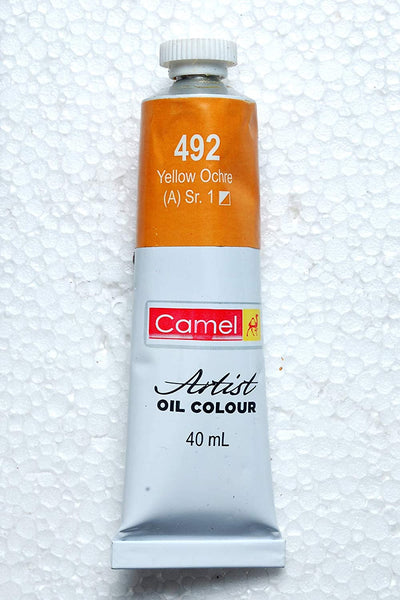 492
Yellow Ochre
(A) Sr. 1
Camel
Artist
OIL COLOUR
40 mL